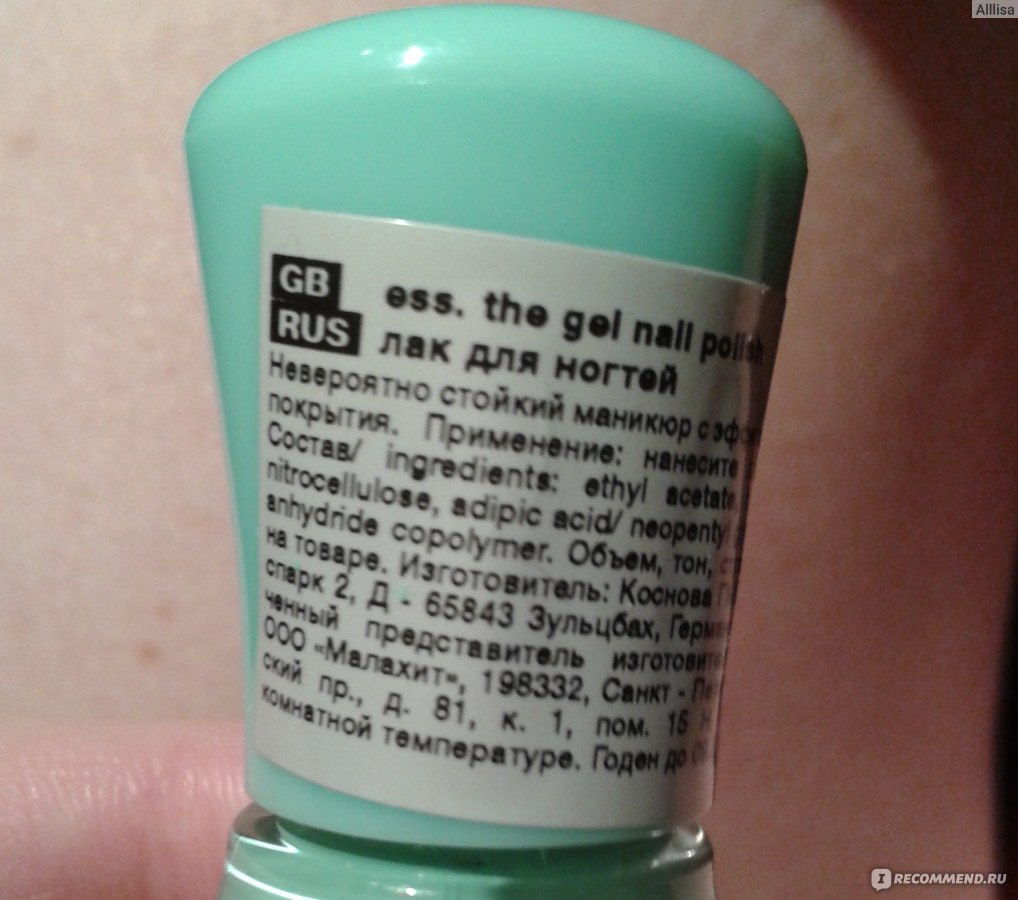 Alllisa
GB
RUS
ess. the gel nail polish
лак для ногтей
Невероятно стойкий маникюр с эф
покрытия. Применение: нанесите
Состав/ ingredients: ethyl acetate
nitrocellulose, adipic acid/ neopenty
anhydride copolymer. Объем, тон,
на товаре. Изготовитель: Коснова
спарк 2, Д - 65843 Зульцбах, Герм
ченный представитель изготовит
ООО «Малахит», 198332, Санкт - Пе
ский пр., д. 81, к. 1, пом. 15 Н
комнатной температуре. Годен до
IRECOMMEND.RU